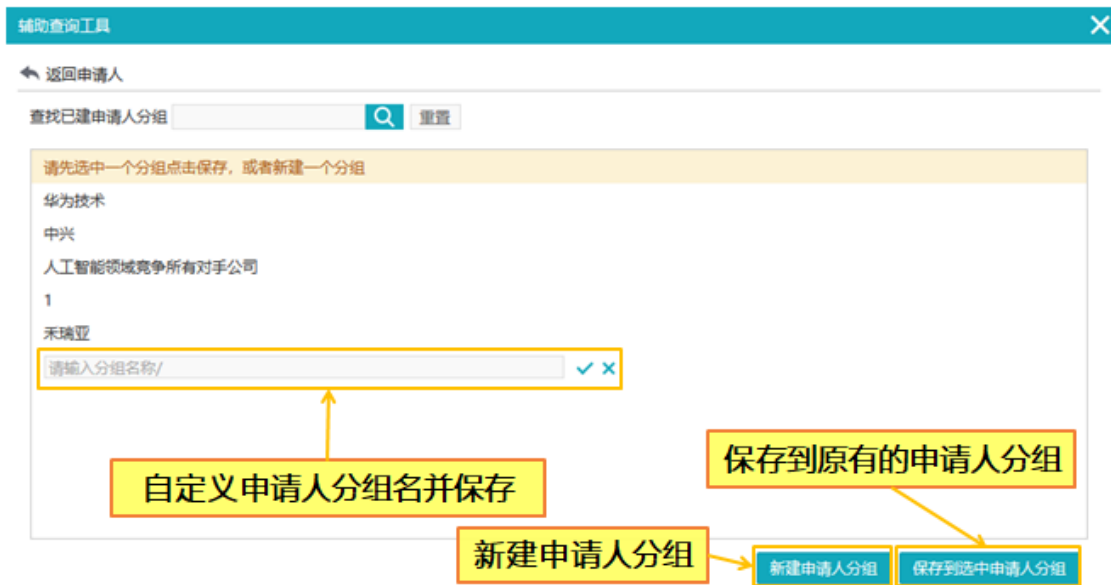 辅助查询工具
返回申请人
查找已建申请人分组
重置
请先选中一个分组点击保存，或者新建一个分组
华为技术
中兴
人工智能领域竞争所有对手公司
1
禾瑞亚
请输入分组名称/
自定义申请人分组名并保存
保存到原有的申请人分组
新建申请人分组
新建申请人分组
保存到选中申请人分组